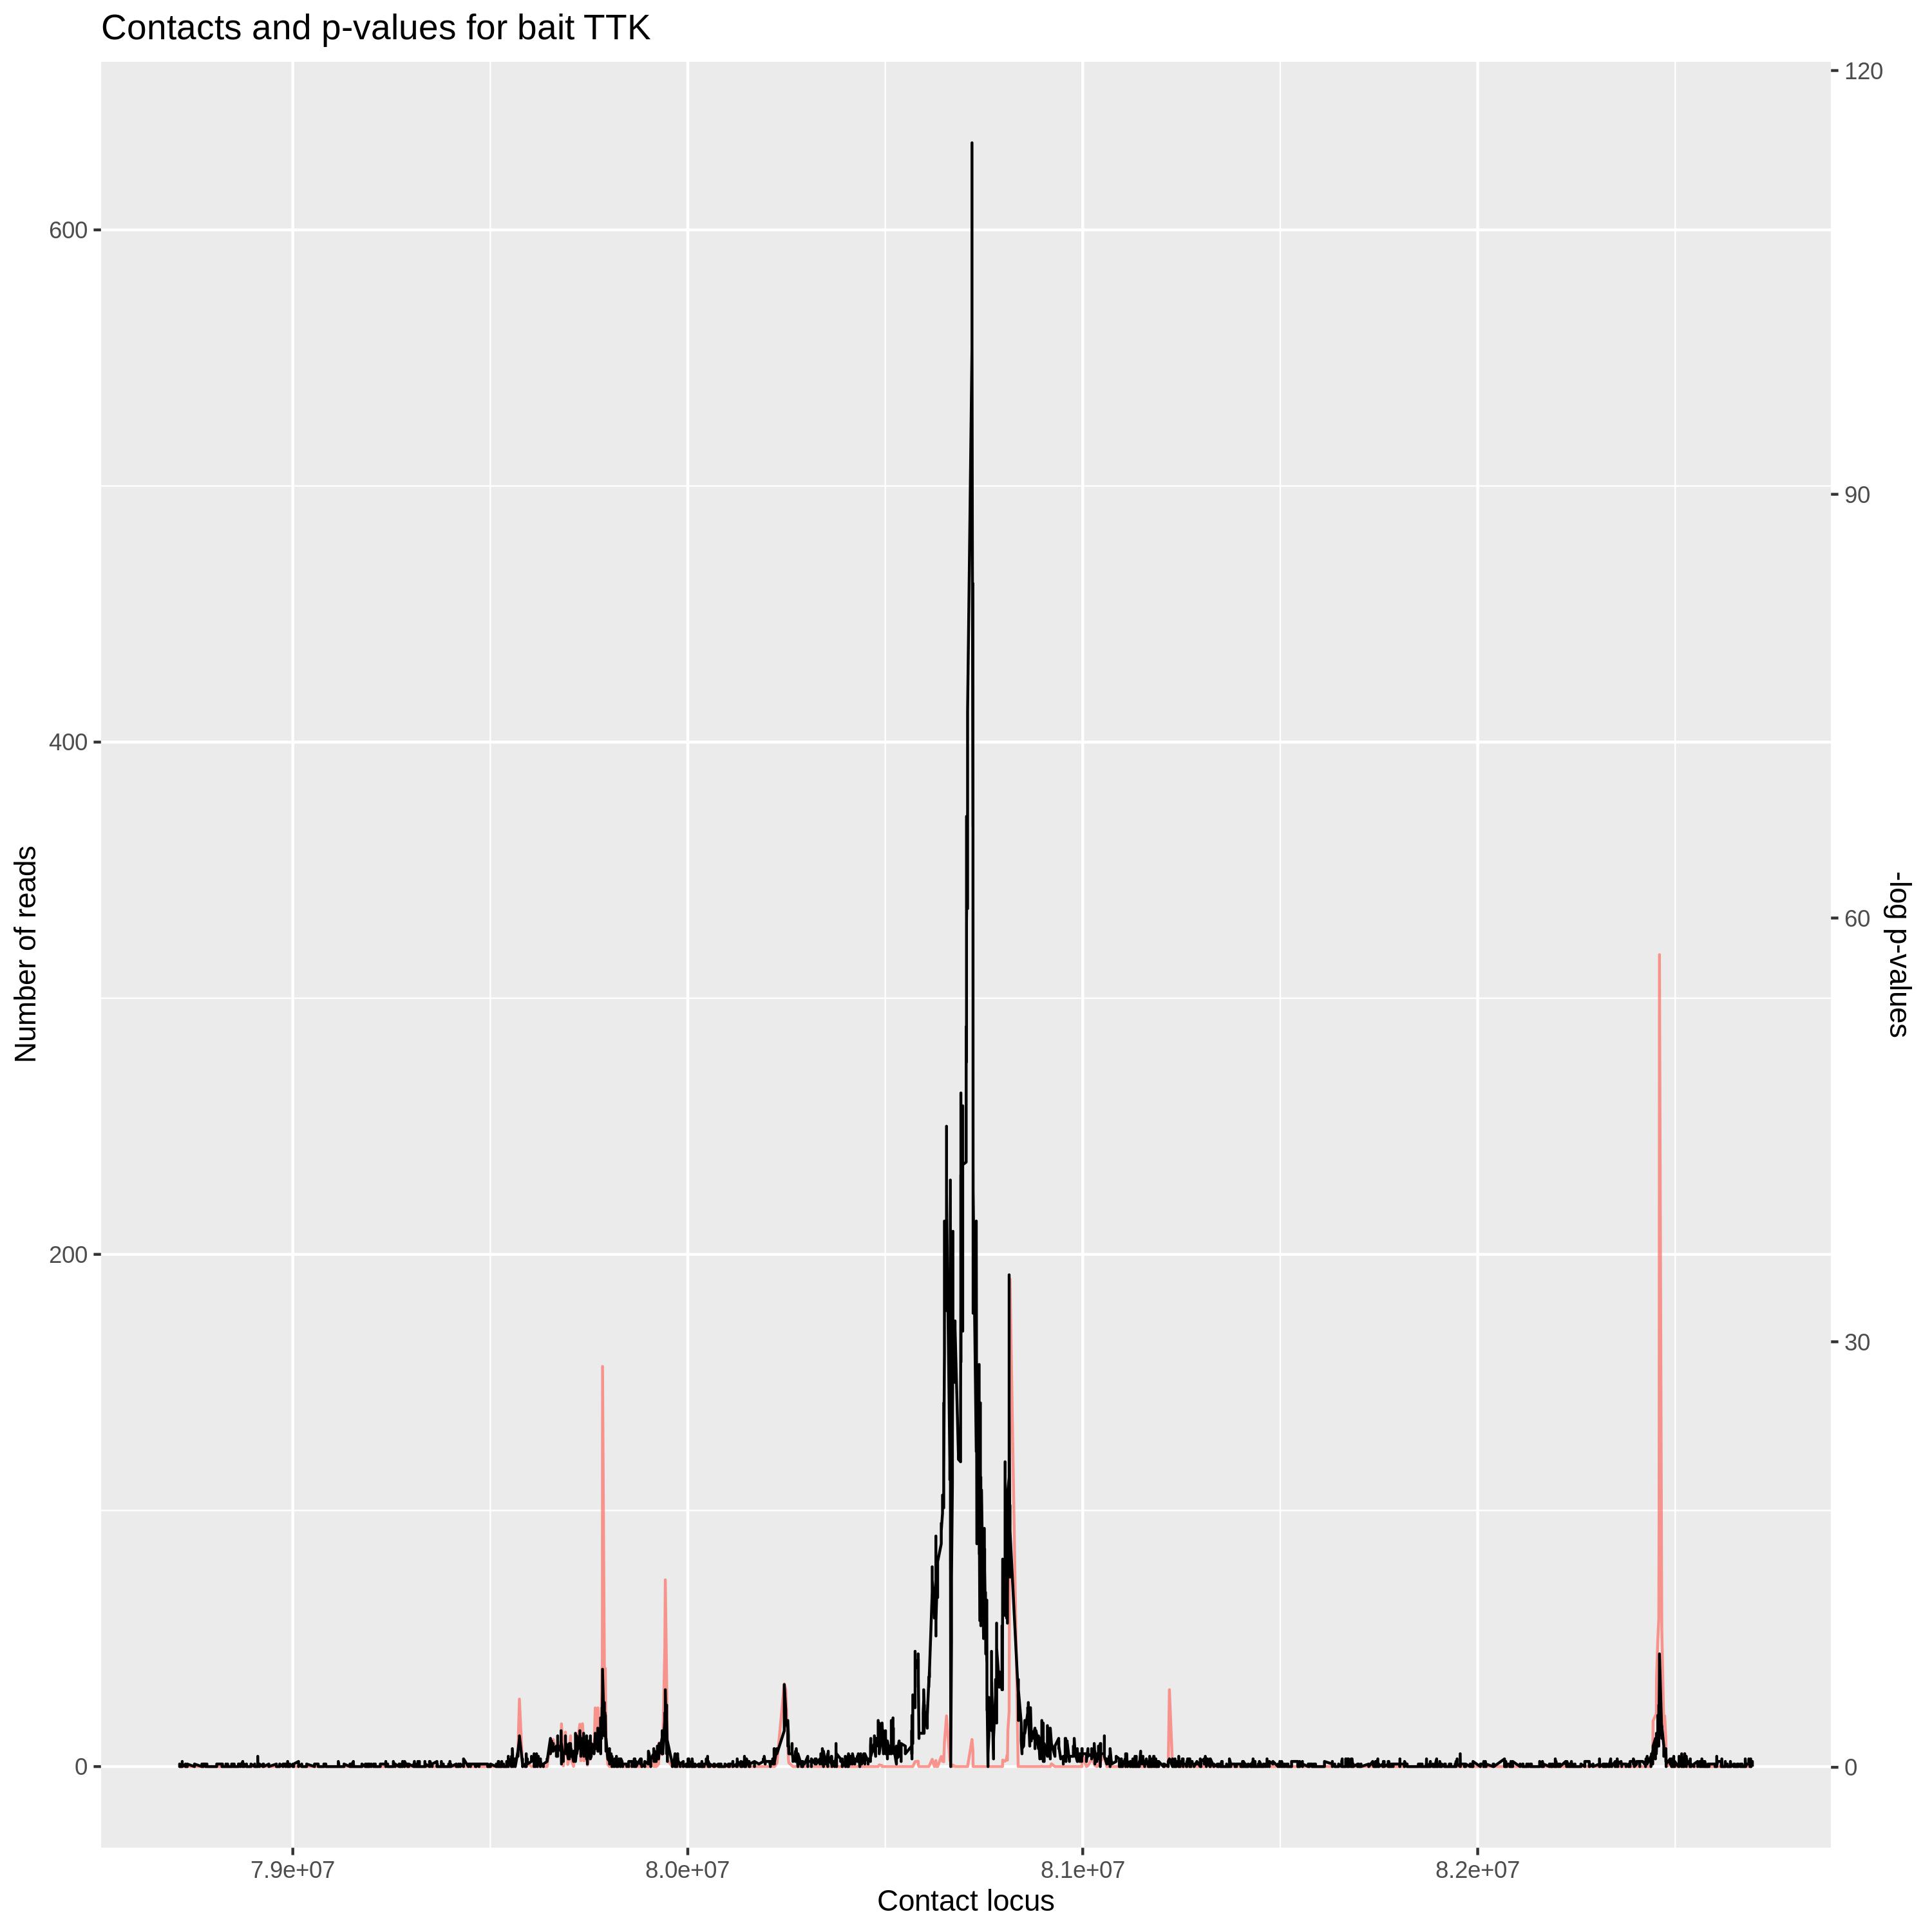 Contacts and p-values for bait TTK
120
600
90
400
Number of reads
60
-log p-values
200
30
0
0
7.9e+07
8.0e+07
8.1e+07
8.2e+07
Contact locus